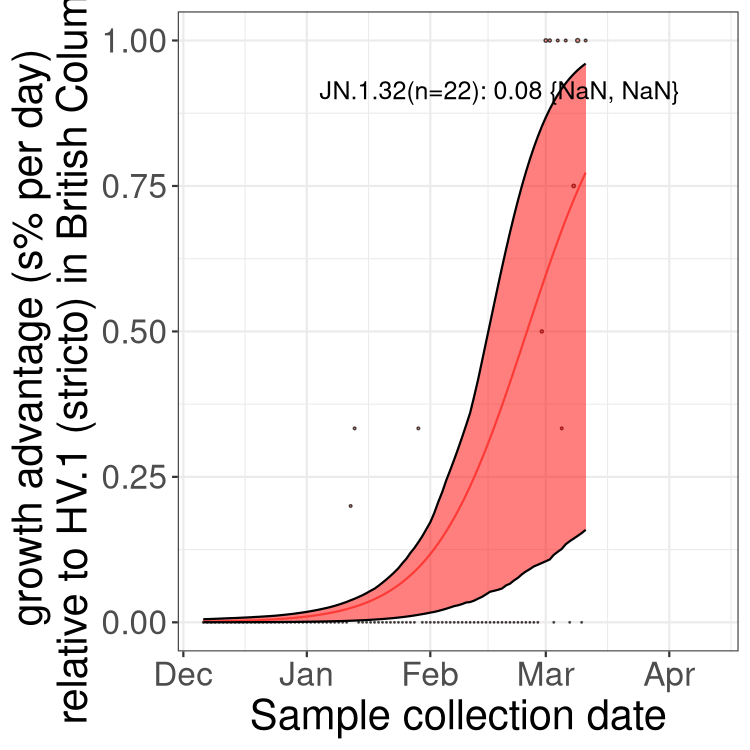 growth advantage (s% per day)
relative to HV.1 (stricto) in British Colum
1.00
0.75
0.50
0.25
0.00
JN.1.32(n=22): 0.08 {NaN, NaN}
Dec Jan Feb Mar Apr
Sample collection date